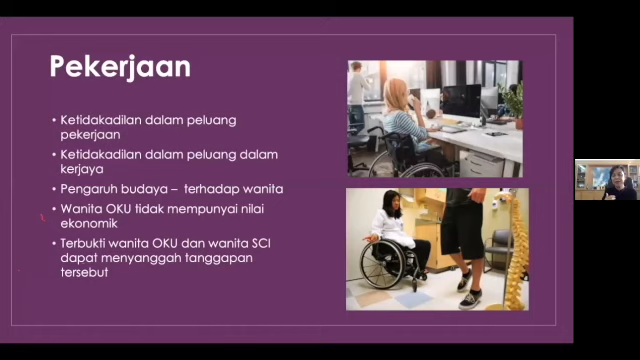 Pekerjaan
• Ketidakadilan dalam peluang
pekerjaan
• Ketidakadilan dalam peluang dalam
kerjaya
• Pengaruh budaya – terhadap wanita
• Wanita OKU tidak mempunyai nilai
ekonomik
• Terbukti wanita OKU dan wanita SCI
dapat menyanggah tanggapan
tersebut